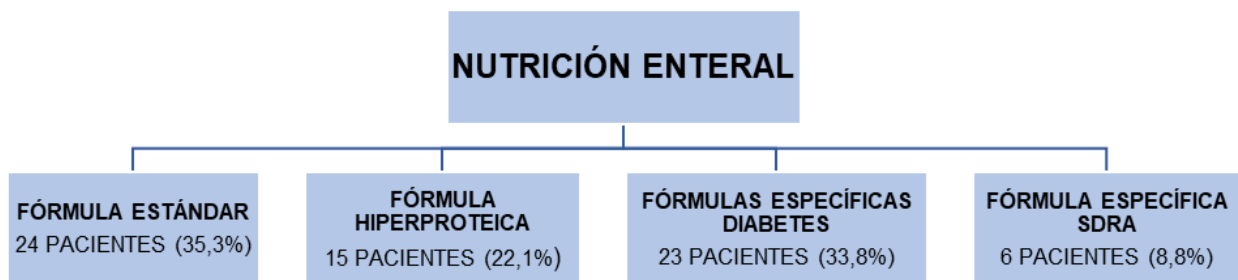 NUTRICIÓN ENTERAL
FÓRMULA ESTÁNDAR
24 PACIENTES (35,3%)
FÓRMULA
HIPERPROTEICA
15 PACIENTES (22,1%)
FÓRMULAS ESPECÍFICAS
DIABETES
23 PACIENTES (33,8%)
FÓRMULA ESPECÍFICA
SDRA
6 PACIENTES (8,8%)